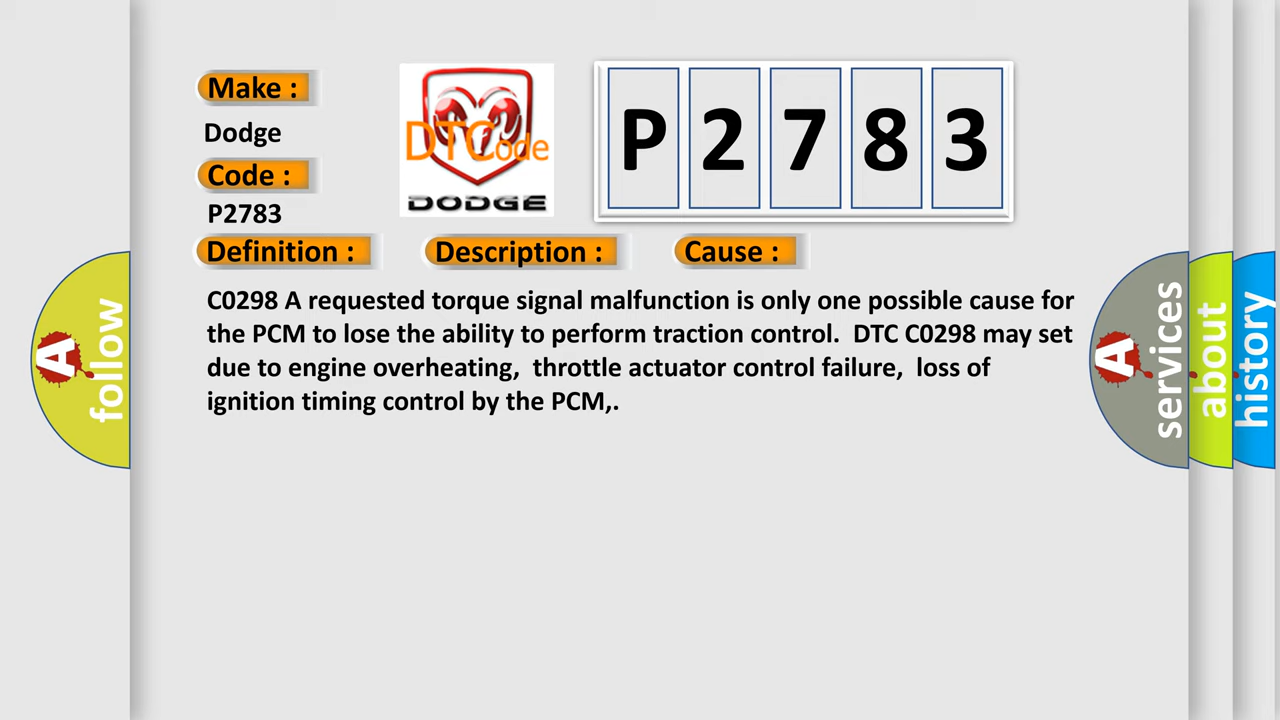 Make :
Dodge
Code :
P2783
DTCode
DODGE
P 2 7 8 3
Definition :
Description :
Cause :
C0298 A requested torque signal malfunction is only one possible cause for
the PCM to lose the ability to perform traction control.  DTC C0298 may set
due to engine overheating,  throttle actuator control failure,  loss of
ignition timing control by the PCM,.
A
follow
A
services
about
history